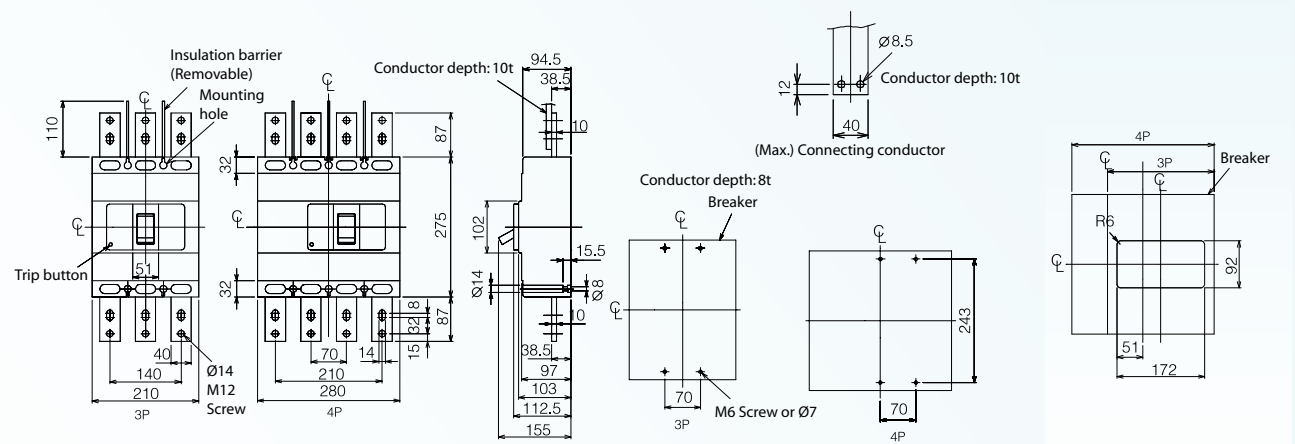 Insulation barrier
(Removable)
Mounting
hole
℄
110
32
℄
Trip button
51
32
40
140
210
3P
Ø14
M12
Screw
℄
87
32
275
℄
8
32
15
87
70
14
210
280
4P
94.5
38.5
Conductor depth: 10t
10
102
15.5
Ø14
Ø8
10
38.5
97
103
112.5
155
Ø8.5
Conductor depth: 10t
12
40
(Max.) Connecting conductor
Conductor depth: 8t
Breaker
℄
℄
70
3P
M6 Screw or Ø7
℄
243
70
4P
4P
℄
3P
℄
Breaker
R6
℄
92
51
172